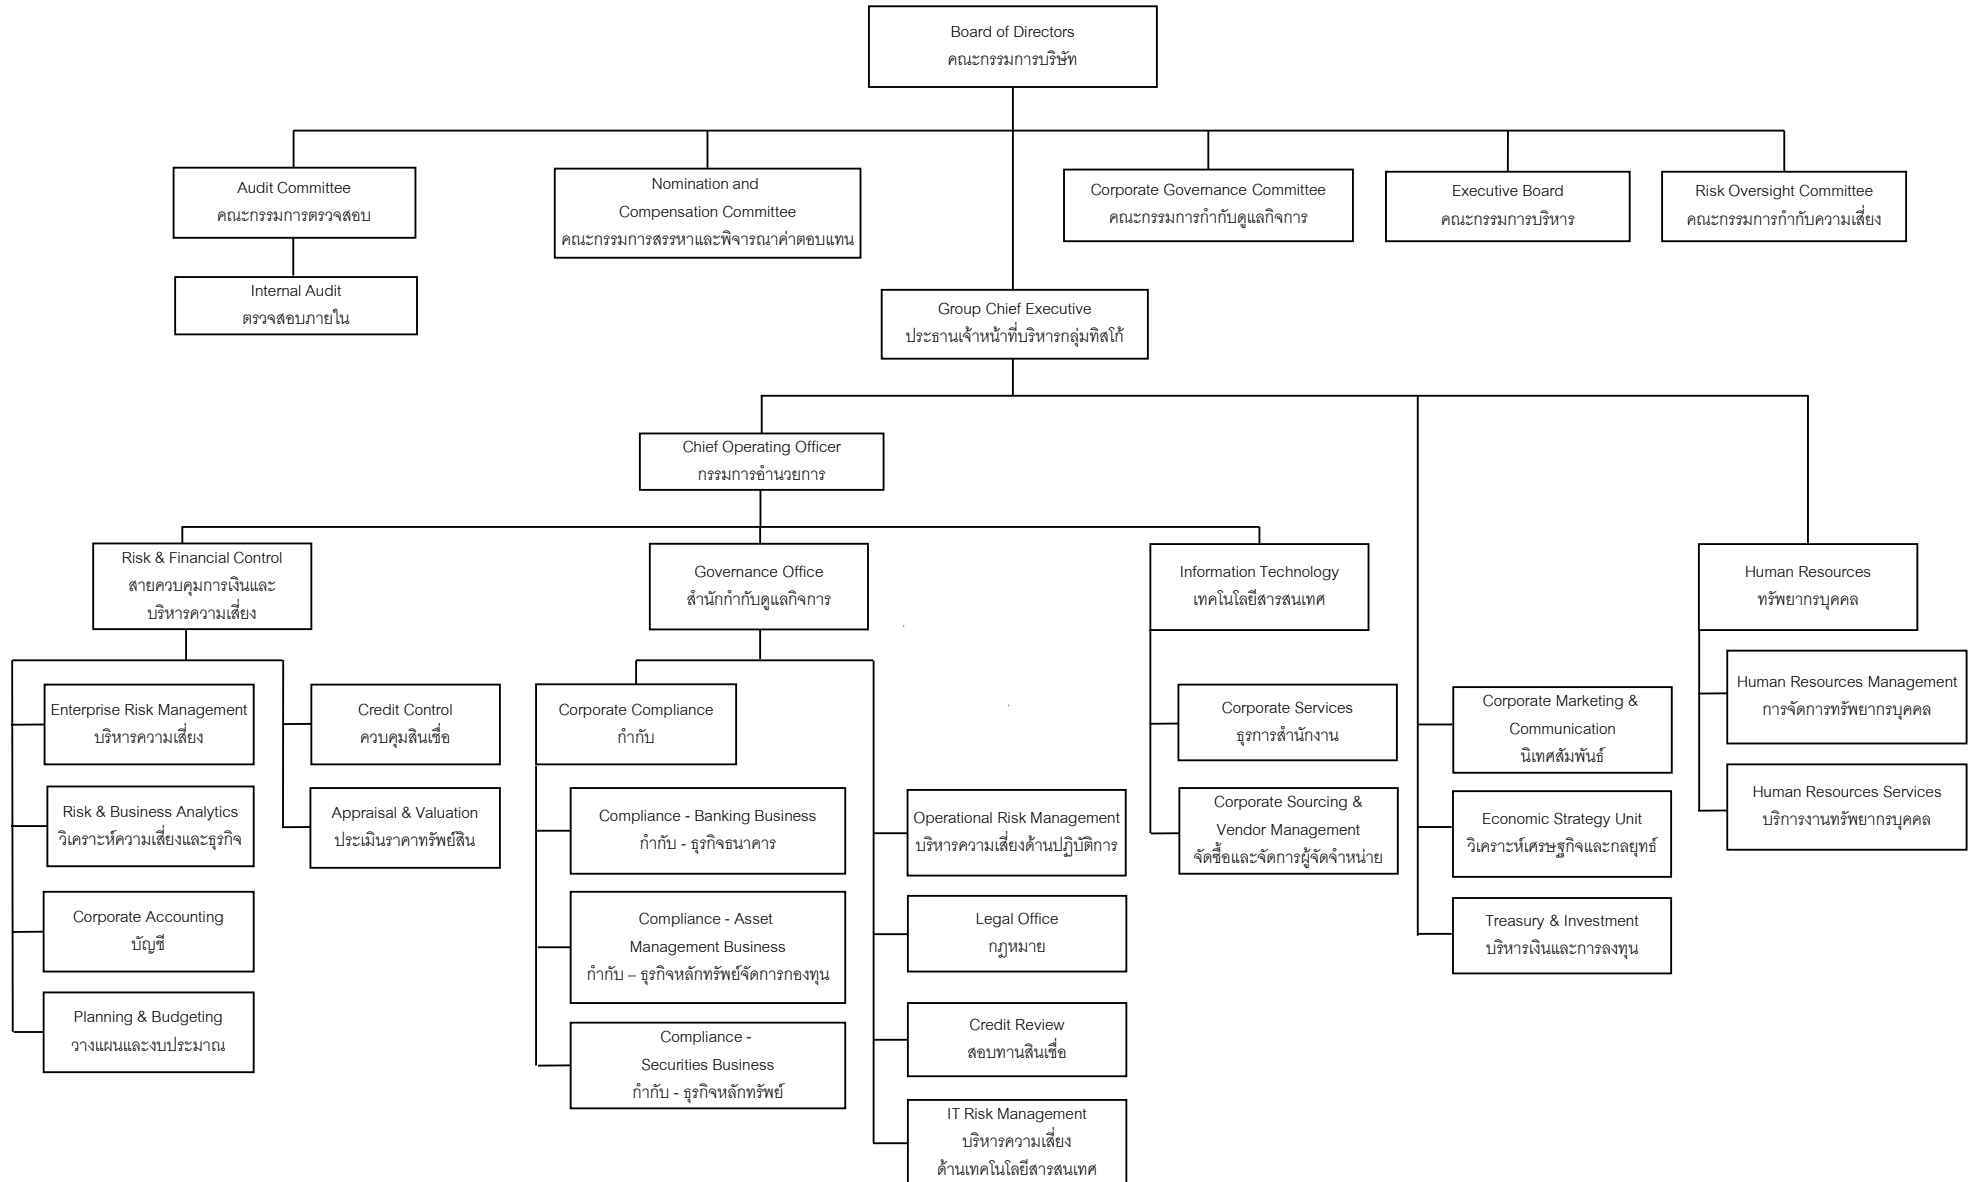 Board of Directors
คณะกรรมการบริษัท
Audit Committee
คณะกรรมการตรวจสอบ
Nomination and
Compensation Committee
คณะกรรมการสรรหาและพิจารณาค่าตอบแทน
Corporate Governance Committee
คณะกรรมการกำกับดูแลกิจการ
Executive Board
คณะกรรมการบริหาร
Risk Oversight Committee
คณะกรรมการกำกับความเสี่ยง
Internal Audit
ตรวจสอบภายใน
Group Chief Executive
ประธานเจ้าหน้าที่บริหารกลุ่มทิสโก้
Chief Operating Officer
กรรมการอำนวยการ
Risk & Financial Control
สายควบคุมการเงินและ
บริหารความเสี่ยง
Governance Office
สำนักกำกับดูแลกิจการ
Information Technology
เทคโนโลยีสารสนเทศ
Human Resources
ทรัพยากรบุคคล
Enterprise Risk Management
บริหารความเสี่ยง
Risk & Business Analytics
วิเคราะห์ความเสี่ยงและธุรกิจ
Corporate Accounting
บัญชี
Planning & Budgeting
วางแผนและงบประมาณ
Credit Control
ควบคุมสินเชื่อ
Appraisal & Valuation
ประเมินราคาทรัพย์สิน
Corporate Compliance
กำกับ
Compliance - Banking Business
กำกับ - ธุรกิจธนาคาร
Compliance - Asset
Management Business
กำกับ – ธุรกิจหลักทรัพย์จัดการกองทุน
Compliance -
Securities Business
กำกับ - ธุรกิจหลักทรัพย์
Operational Risk Management
บริหารความเสี่ยงด้านปฏิบัติการ
Legal Office
กฎหมาย
Credit Review
สอบทานสินเชื่อ
IT Risk Management
บริหารความเสี่ยง
ด้านเทคโนโลยีสารสนเทศ
Corporate Services
ธุรการสำนักงาน
Corporate Sourcing &
Vendor Management
จัดซื้อและจัดการผู้จัดจำหน่าย
Corporate Marketing &
Communication
นิเทศสัมพันธ์
Economic Strategy Unit
วิเคราะห์เศรษฐกิจและกลยุทธ์
Treasury & Investment
บริหารเงินและการลงทุน
Human Resources Management
การจัดการทรัพยากรบุคคล
Human Resources Services
บริการงานทรัพยากรบุคคล